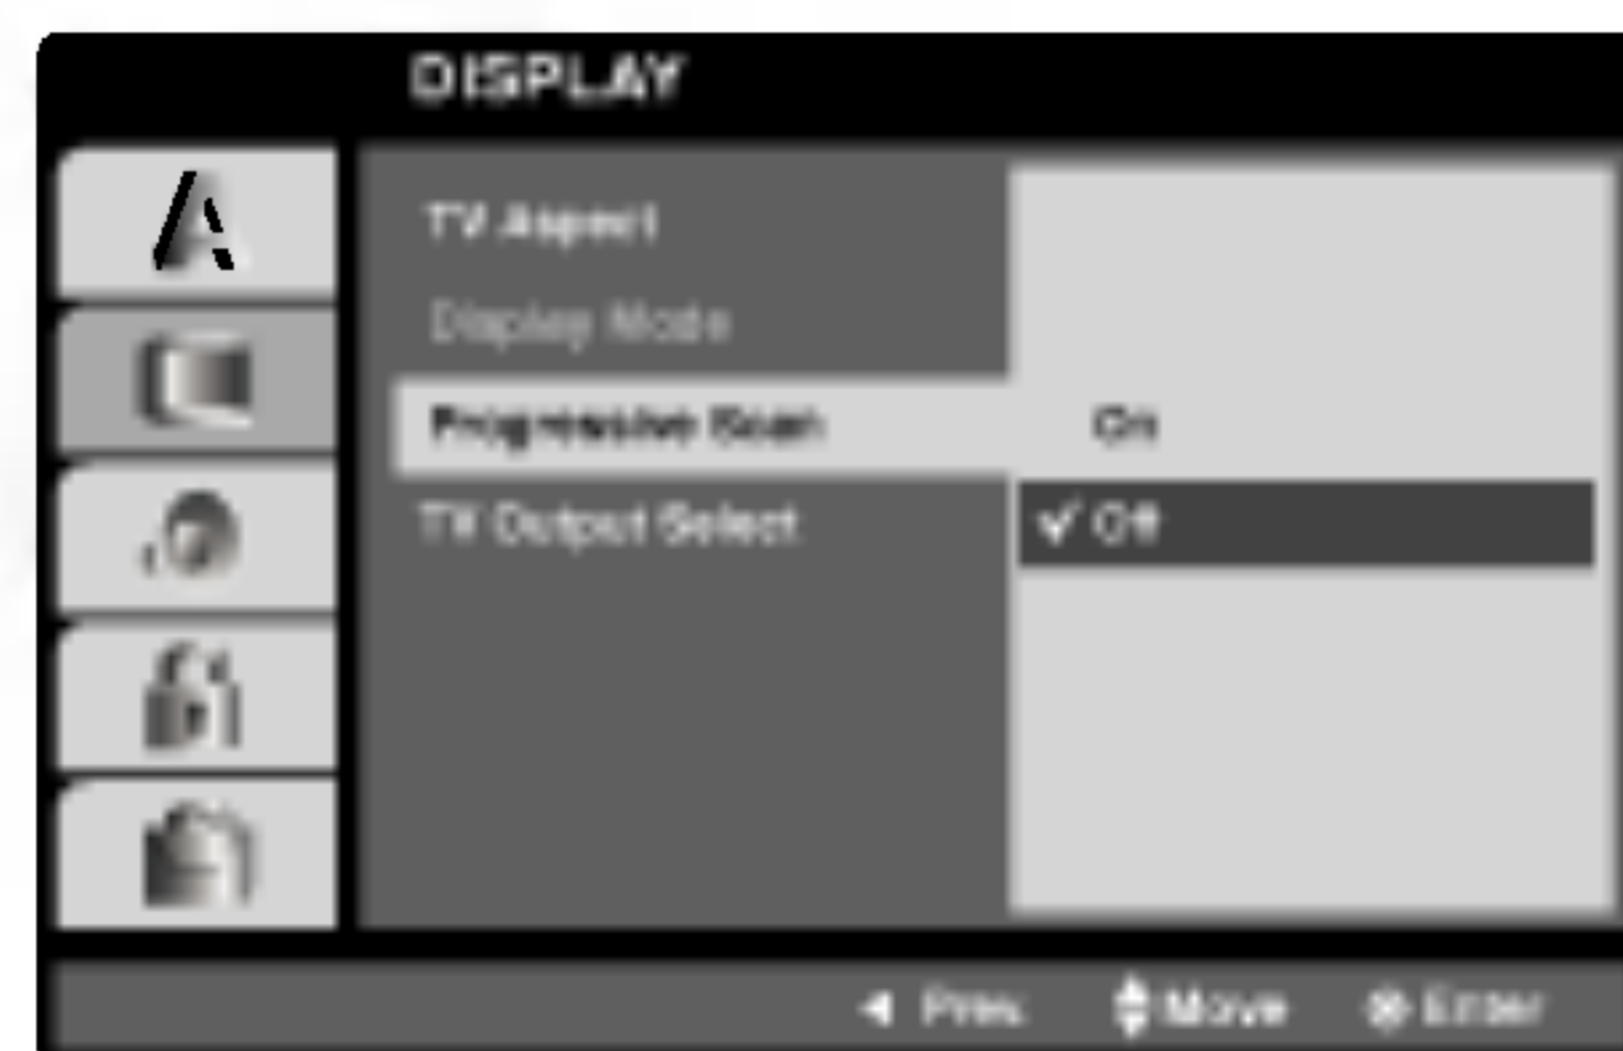 DISPLAY
A
TV Aspect
Display Mode
Progressive Scan On
TV Output Select ✓ Off
◀ Prev. Move Enter